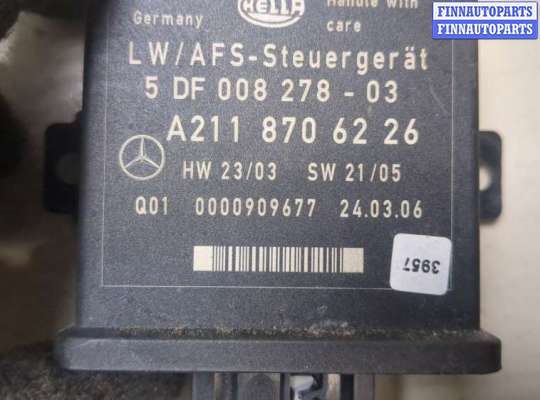 FINNAUTOPARTS
FINNAUTOPARTS
HELLA
Handle with
Germany
care
LW/AFS-Steuergerät
5 DF 008 278 - 03
A211 870 62 26
HW 23/03 SW 21/05
Q01 0000909677 24.03.06
3957